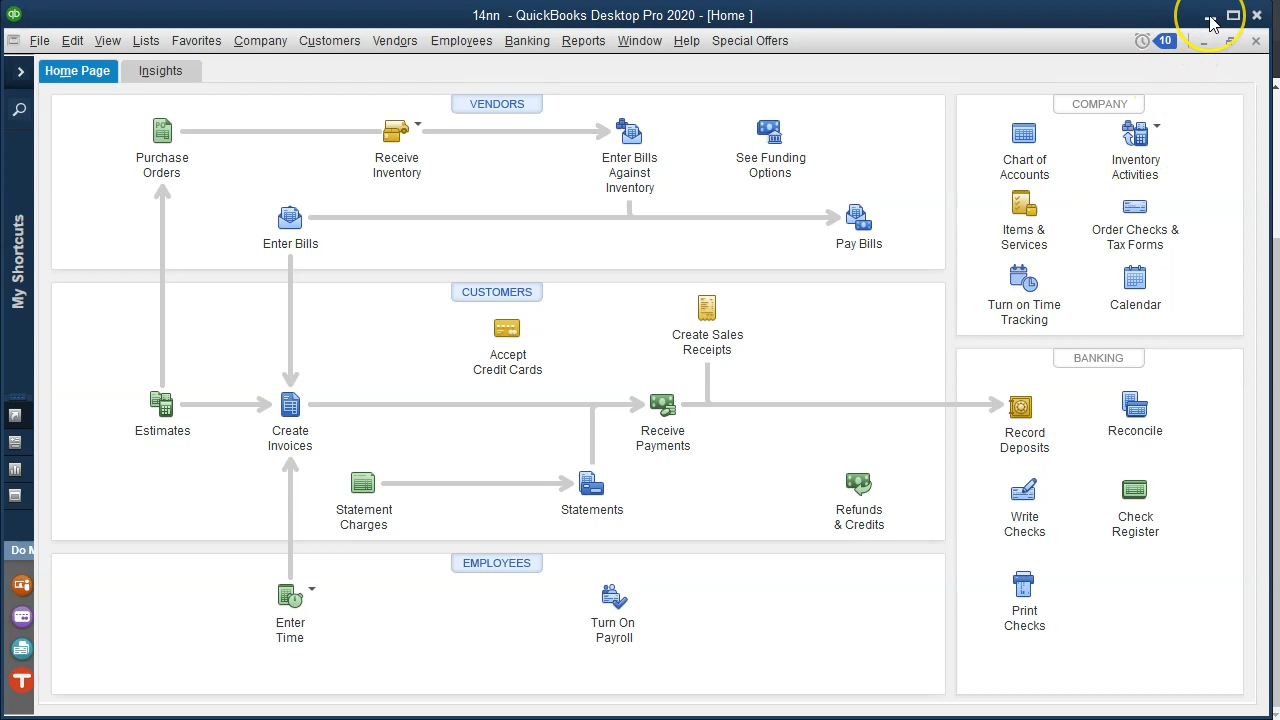 14nn - QuickBooks Desktop Pro 2020 - [Home ]
File Edit View Lists Favorites Company Customers Vendors Employees Banking Reports Window Help Special Offers 10
Home Page Insights
My Shortcuts
Do M
VENDORS
Purchase
Orders
Receive
Inventory
Enter Bills
Against
Inventory
See Funding
Options
Enter Bills
Pay Bills
CUSTOMERS
Accept
Credit Cards
Create Sales
Receipts
Estimates
Create
Invoices
Receive
Payments
Statement
Charges
Statements
Refunds
& Credits
EMPLOYEES
Enter
Time
Turn On
Payroll
COMPANY
Chart of
Accounts
Inventory
Activities
Items &
Services
Order Checks &
Tax Forms
Turn on Time
Tracking
Calendar
BANKING
Record
Deposits
Reconcile
Write
Checks
Check
Register
Print
Checks